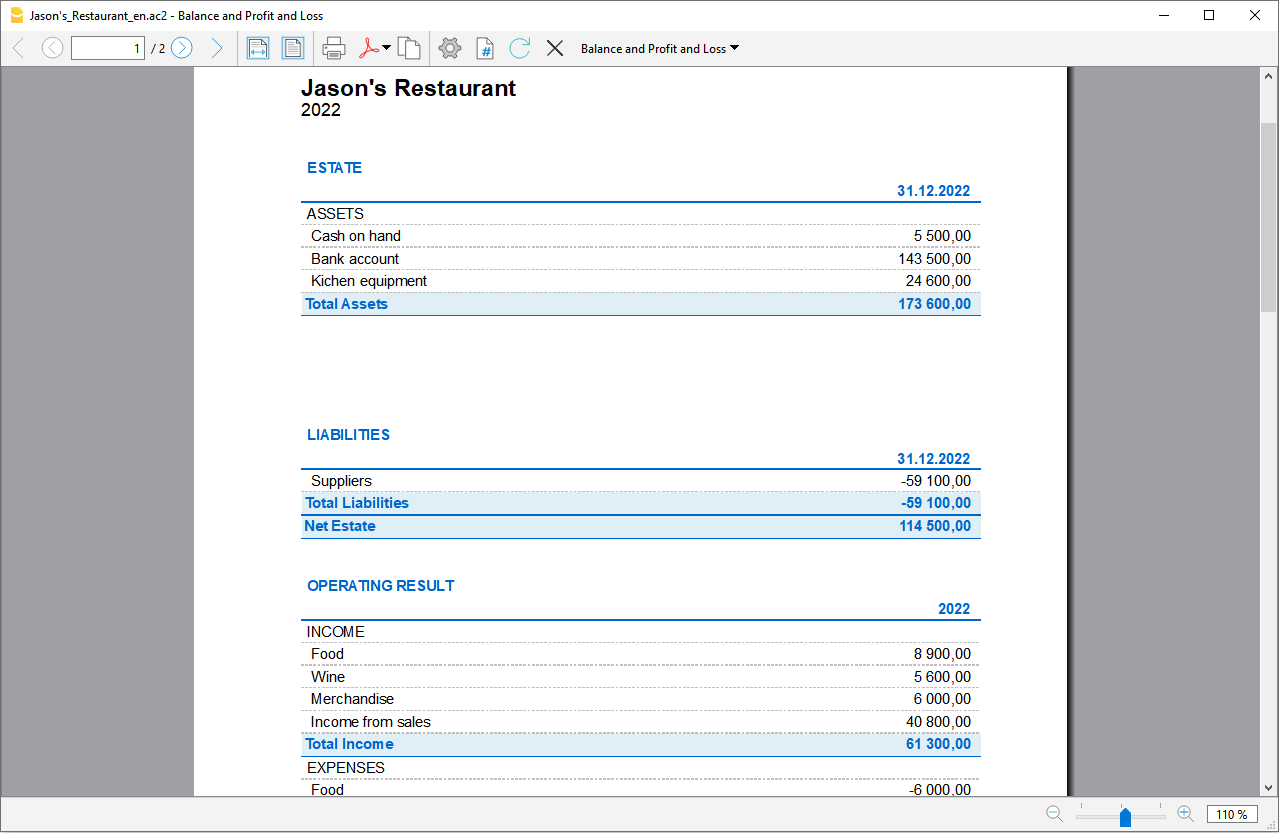 Jason's_Restaurant_en.ac2 - Balance and Profit and Loss
1 / 2 # Balance and Profit and Loss
Jason's Restaurant
2022
ESTATE
31.12.2022
ASSETS
Cash on hand 5 500,00
Bank account 143 500,00
Kichen equipment 24 600,00
Total Assets 173 600,00
LIABILITIES
31.12.2022
Suppliers -59 100,00
Total Liabilities -59 100,00
Net Estate 114 500,00
OPERATING RESULT
2022
INCOME
Food 8 900,00
Wine 5 600,00
Merchandise 6 000,00
Income from sales 40 800,00
Total Income 61 300,00
EXPENSES
Food -6 000,00
110 %